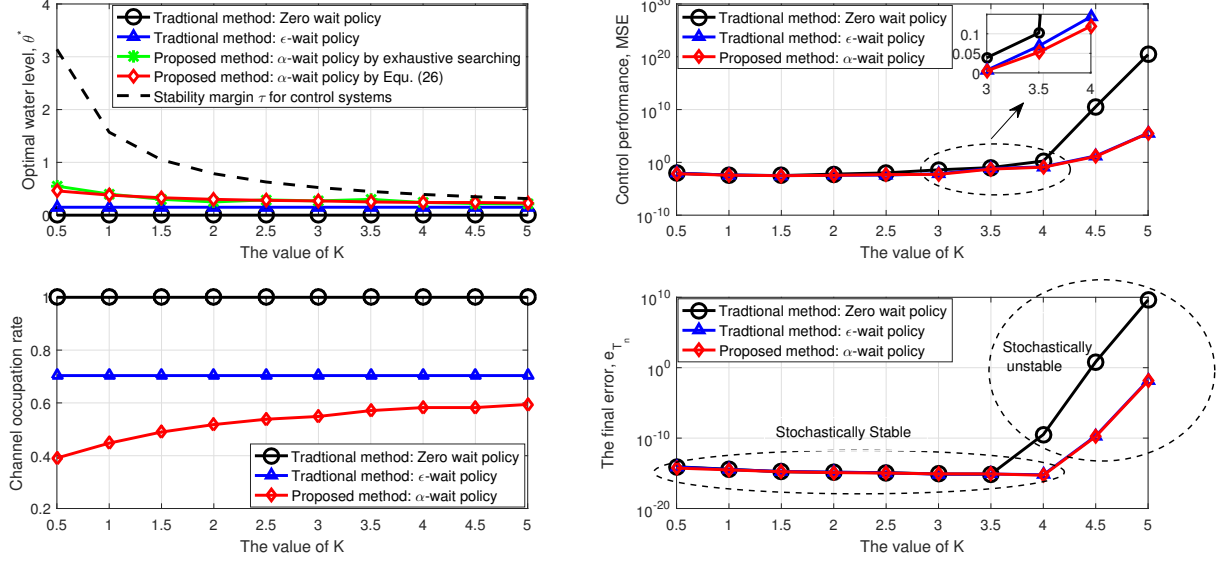 Tradtional method: Zero wait policy
Tradtional method: ϵ-wait policy
Proposed method: α-wait policy by exhaustive searching
Proposed method: α-wait policy by Equ. (26)
Stability margin τ for control systems
Optimal water level, θ*
4
3
2
1
0
0.5 1 1.5 2 2.5 3 3.5 4 4.5 5
The value of K
Tradtional method: Zero wait policy
Tradtional method: ϵ-wait policy
Proposed method: α-wait policy
Control performance, MSE
10^30
10^20
10^10
10^0
10^-10
0.1
0.05
0
3 3.5 4
0.5 1 1.5 2 2.5 3 3.5 4 4.5 5
The value of K
Channel occupation rate
1
0.8
0.6
0.4
0.2
Tradtional method: Zero wait policy
Tradtional method: ϵ-wait policy
Proposed method: α-wait policy
0.5 1 1.5 2 2.5 3 3.5 4 4.5 5
The value of K
Tradtional method: Zero wait policy
Tradtional method: ϵ-wait policy
Proposed method: α-wait policy
The final error, e_{T_n}
10^10
10^0
10^-10
10^-20
Stochastically
unstable
Stochastically Stable
0.5 1 1.5 2 2.5 3 3.5 4 4.5 5
The value of K